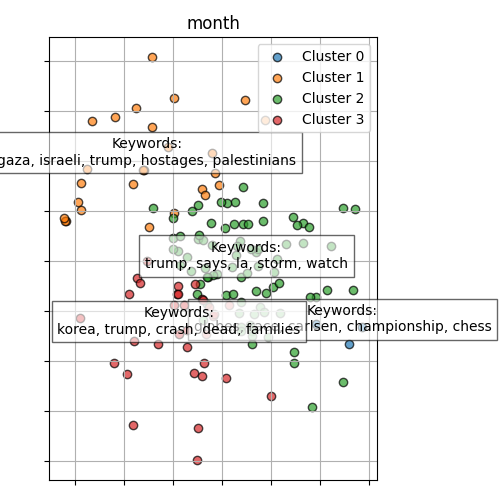 month
Cluster 0
Cluster 1
Cluster 2
Cluster 3
Keywords:
gaza, israeli, trump, hostages, palestinians
Keywords:
trump, says, la, storm, watch
Keywords:
korea, trump, crash, dead, families
Keywords:
carlsen, championship, chess